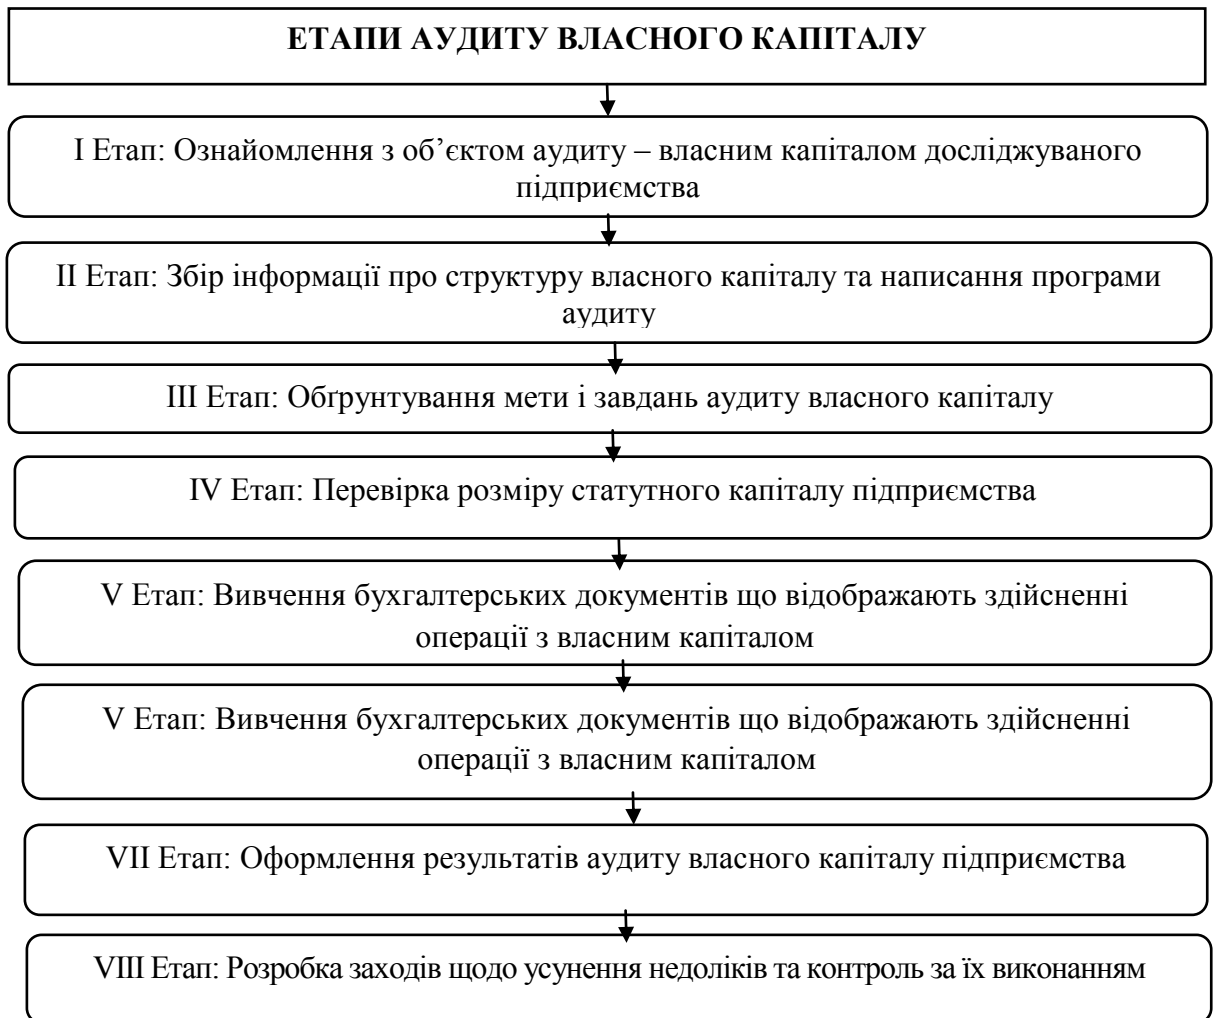 ЕТАПИ АУДИТУ ВЛАСНОГО КАПІТАЛУ
І Етап: Ознайомлення з об’єктом аудиту – власним капіталом досліджуваного
підприємства
ІІ Етап: Збір інформації про структуру власного капіталу та написання програми
аудиту
ІІІ Етап: Обґрунтування мети і завдань аудиту власного капіталу
IV Етап: Перевірка розміру статутного капіталу підприємства
V Етап: Вивчення бухгалтерських документів що відображають здійсненні
операції з власним капіталом
V Етап: Вивчення бухгалтерських документів що відображають здійсненні
операції з власним капіталом
VII Етап: Оформлення результатів аудиту власного капіталу підприємства
VIII Етап: Розробка заходів щодо усунення недоліків та контроль за їх виконанням